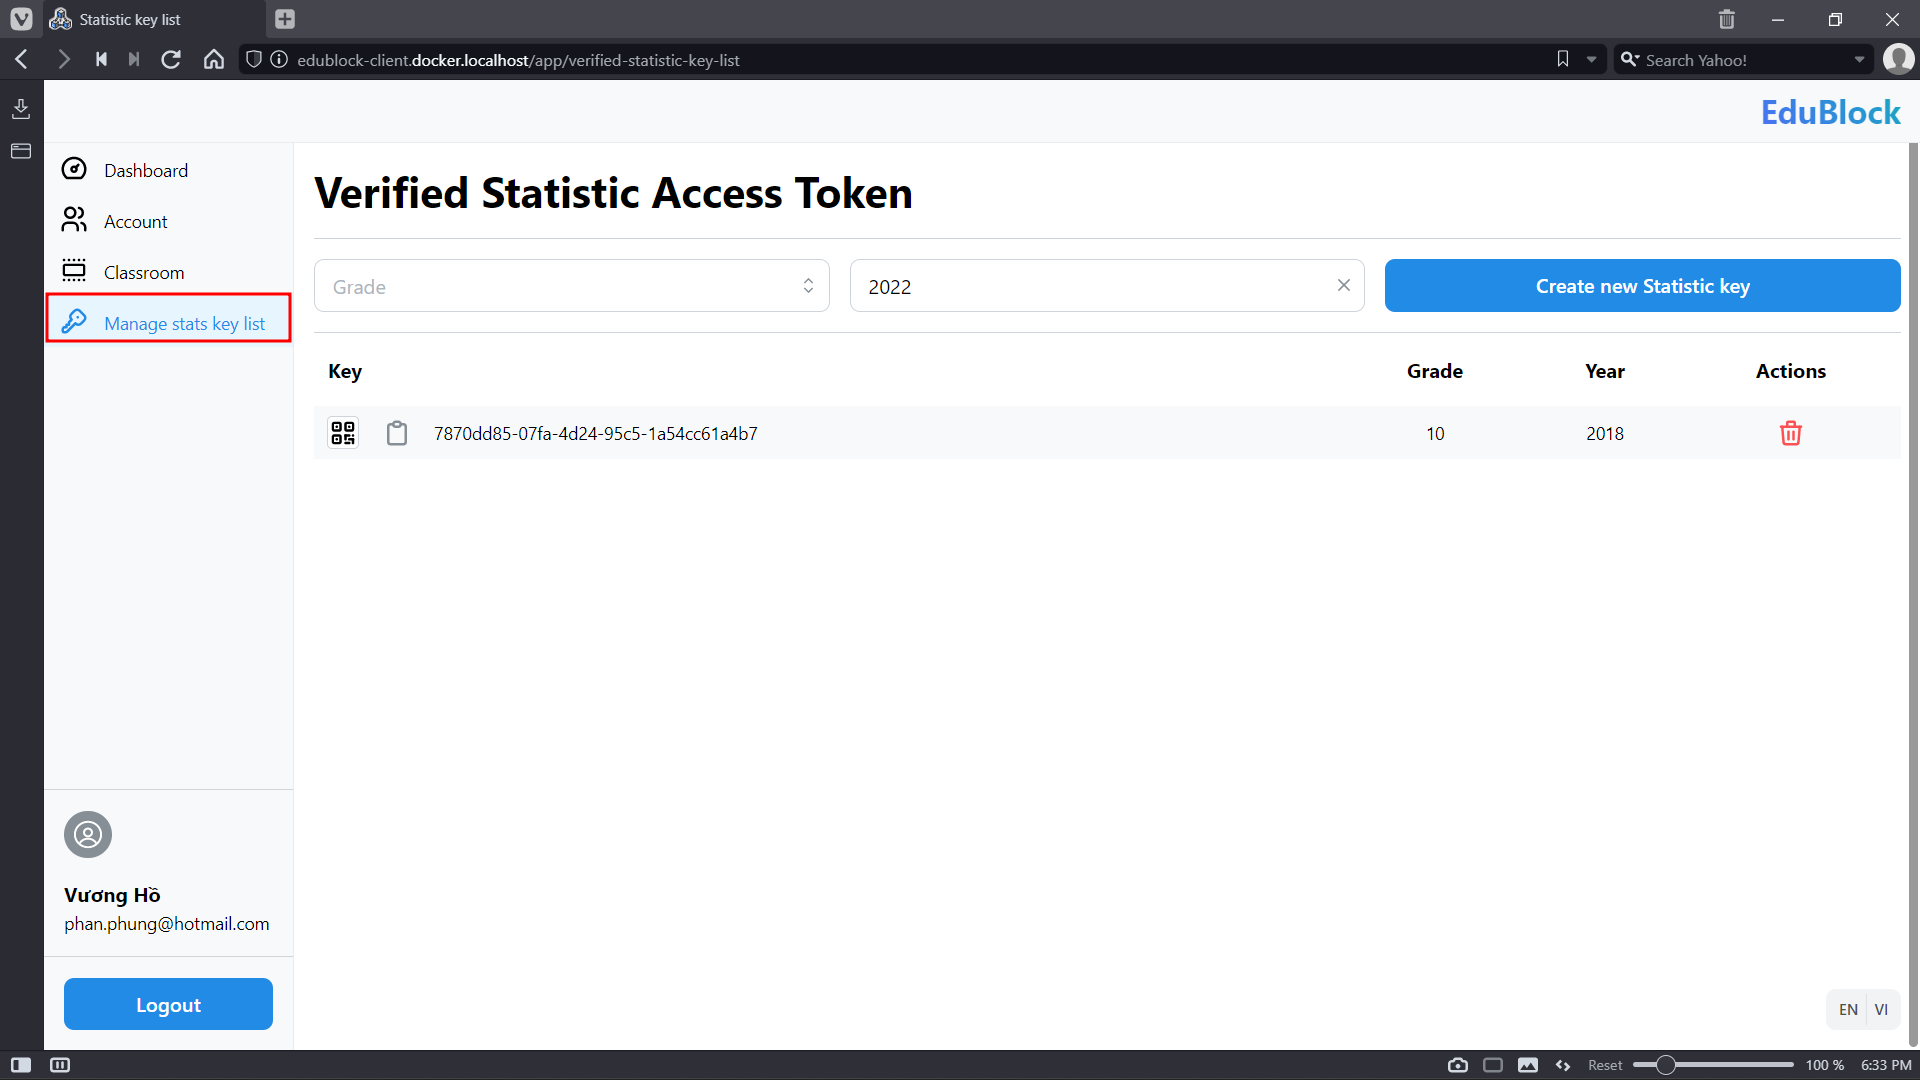 Statistic key list
edublock-client.docker.localhost/app/verified-statistic-key-list
Search Yahoo!
EduBlock
Dashboard
Account
Classroom
Manage stats key list
Verified Statistic Access Token
Grade
2022
Create new Statistic key
Key Grade Year Actions
7870dd85-07fa-4d24-95c5-1a54cc61a4b7 10 2018
Vương Hồ
phan.phung@hotmail.com
Logout
EN VI
Reset 100 % 6:33 PM